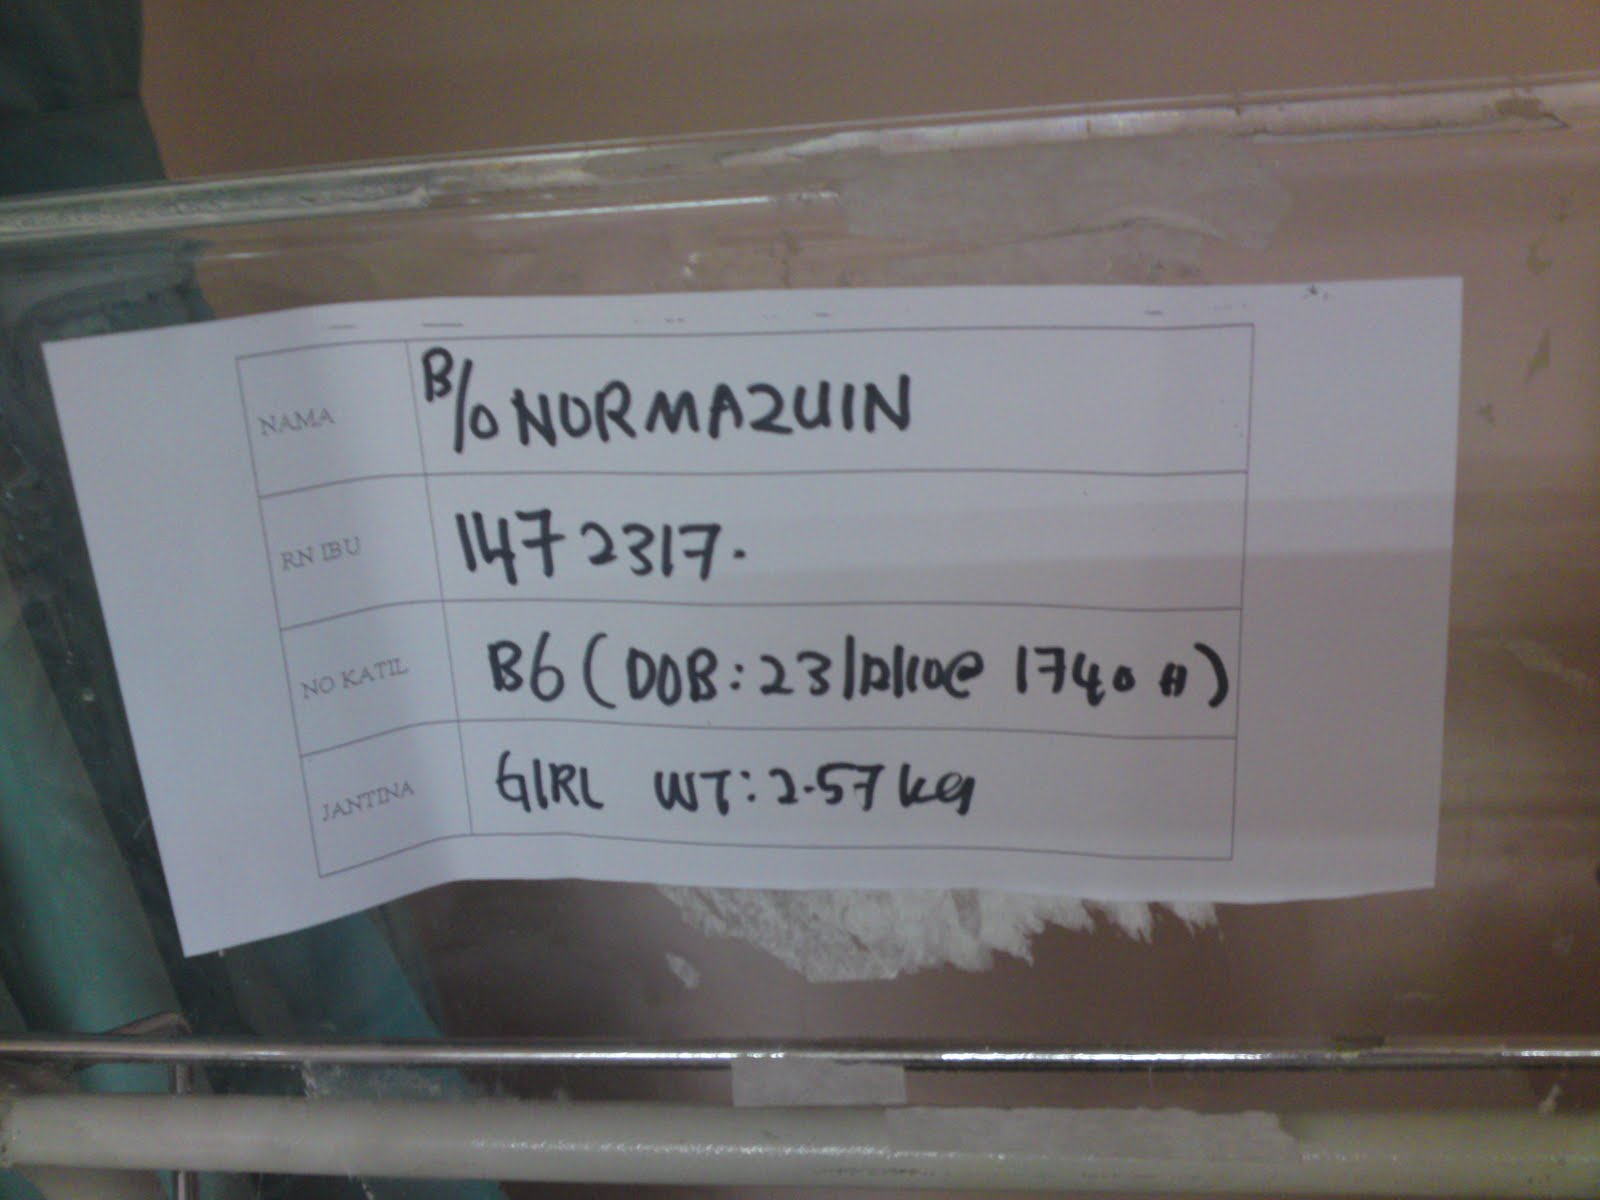 NAMA B/O NORMAZUIN
RN IBU 1472317.
NO KATIL B6 (DOB: 23/12/10@ 1740 H)
JANTINA GIRL WT: 2.57 kg